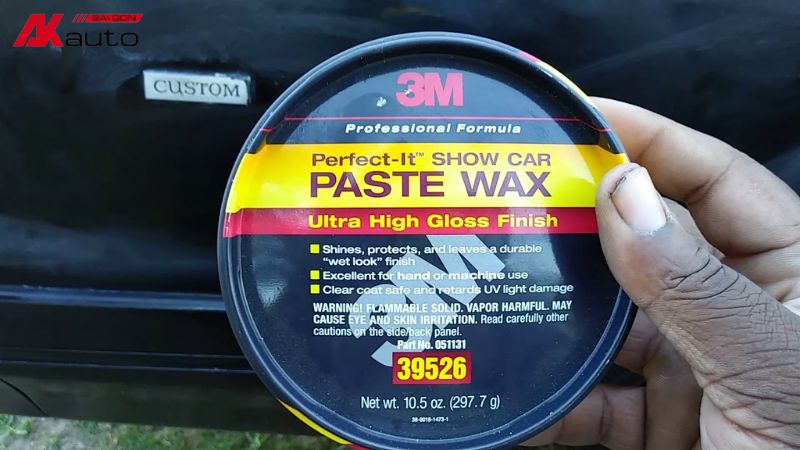 SAIGON
AK auto
CUSTOM
3M
Professional Formula
Perfect-It™ SHOW CAR
PASTE WAX
Ultra High Gloss Finish
Shines, protects, and leaves a durable
"wet look" finish
Excellent for hand or machine use
Clear coat safe and retards UV light damage
3M
WARNING! FLAMMABLE SOLID. VAPOR HARMFUL. MAY
CAUSE EYE AND SKIN IRRITATION. Read carefully other
cautions on the side/back panel.
Part No. 051131
39526
Net wt. 10.5 oz. (297.7 g)